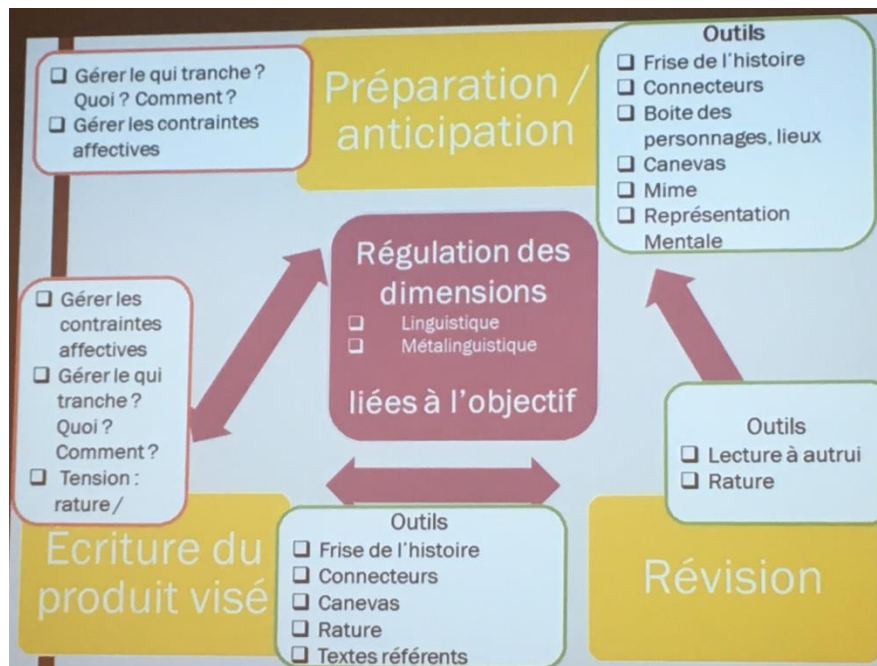 ❑ Gérer le qui tranche ?
Quoi ? Comment ?
❑ Gérer les contraintes
affectives
Préparation /
anticipation
Outils
❑ Frise de l'histoire
❑ Connecteurs
❑ Boite des
personnages, lieux
❑ Canevas
❑ Mime
❑ Représentation
Mentale
Régulation des
dimensions
❑ Linguistique
❑ Métalinguistique
liées à l'objectif
❑ Gérer les
contraintes
affectives
❑ Gérer le qui
tranche ?
Quoi ?
Comment ?
❑ Tension :
rature /
Outils
❑ Lecture à autrui
❑ Rature
Ecriture du
produit visé
Outils
❑ Frise de l'histoire
❑ Connecteurs
❑ Canevas
❑ Rature
❑ Textes référents
Révision